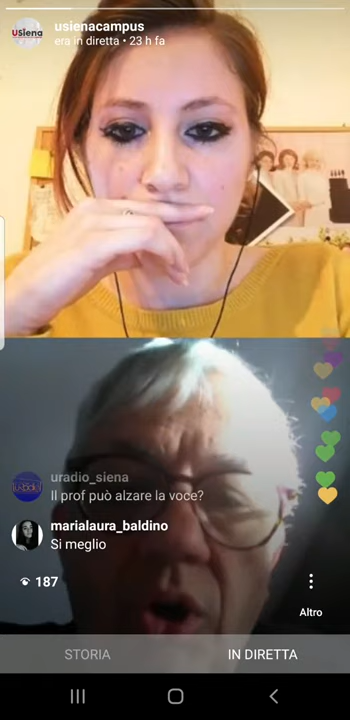 USiena
usienacampus
era in diretta • 23 h fa
uradio_siena
Il prof può alzare la voce?
marialaura_baldino
Si meglio
187
Altro
STORIA
IN DIRETTA